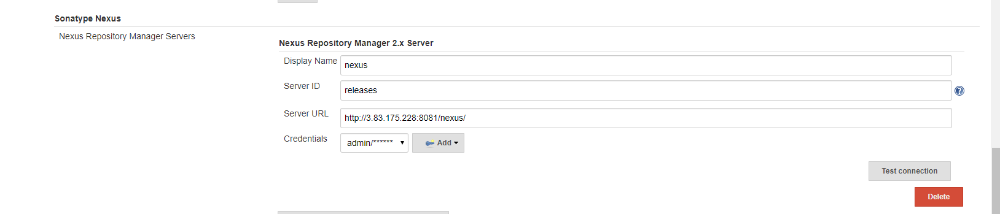 Sonatype Nexus
Nexus Repository Manager Servers
Nexus Repository Manager 2.x Server
Display Name nexus
Server ID releases
Server URL http://3.83.175.228:8081/nexus/
Credentials admin/****** Add
Test connection
Delete